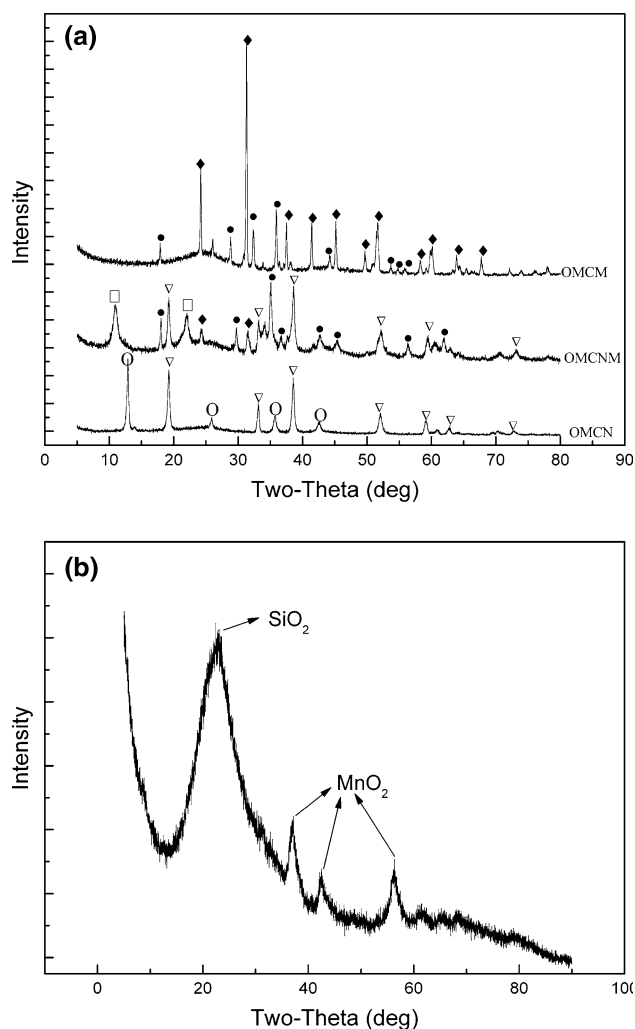 (a)
Intensity
OMCM
OMCNM
OMCN
0 10 20 30 40 50 60 70 80 90
Two-Theta (deg)
(b)
SiO₂
MnO₂
Intensity
0 20 40 60 80 100
Two-Theta (deg)